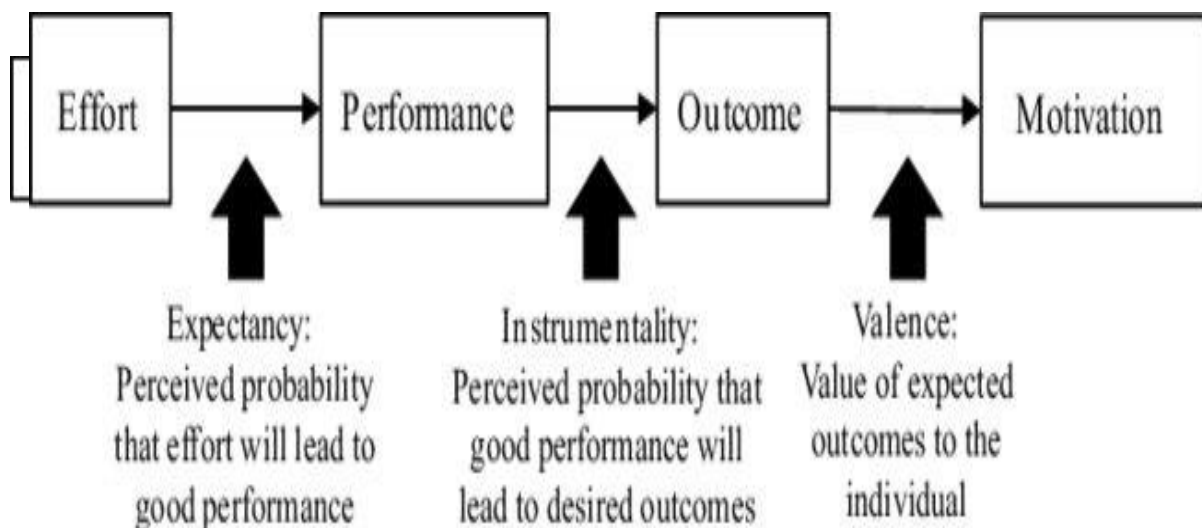 Effort
Performance
Outcome
Motivation
Expectancy:
Perceived probability
that effort will lead to
good performance
Instrumentality:
Perceived probability that
good performance will
lead to desired outcomes
Valence:
Value of expected
outcomes to the
individual